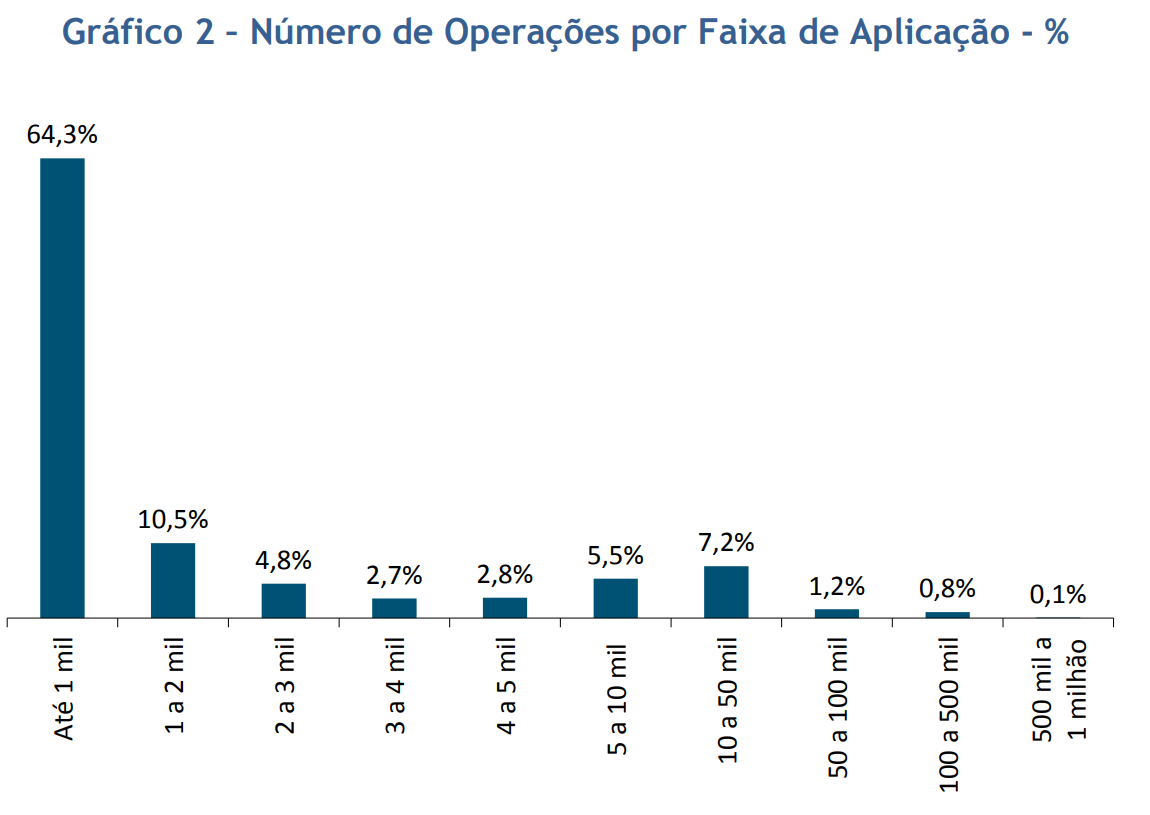 Gráfico 2 – Número de Operações por Faixa de Aplicação - %
64,3%
10,5%
4,8%
2,7%
2,8%
5,5%
7,2%
1,2%
0,8%
0,1%
Até 1 mil
1 a 2 mil
2 a 3 mil
3 a 4 mil
4 a 5 mil
5 a 10 mil
10 a 50 mil
50 a 100 mil
100 a 500 mil
500 mil a
1 milhão